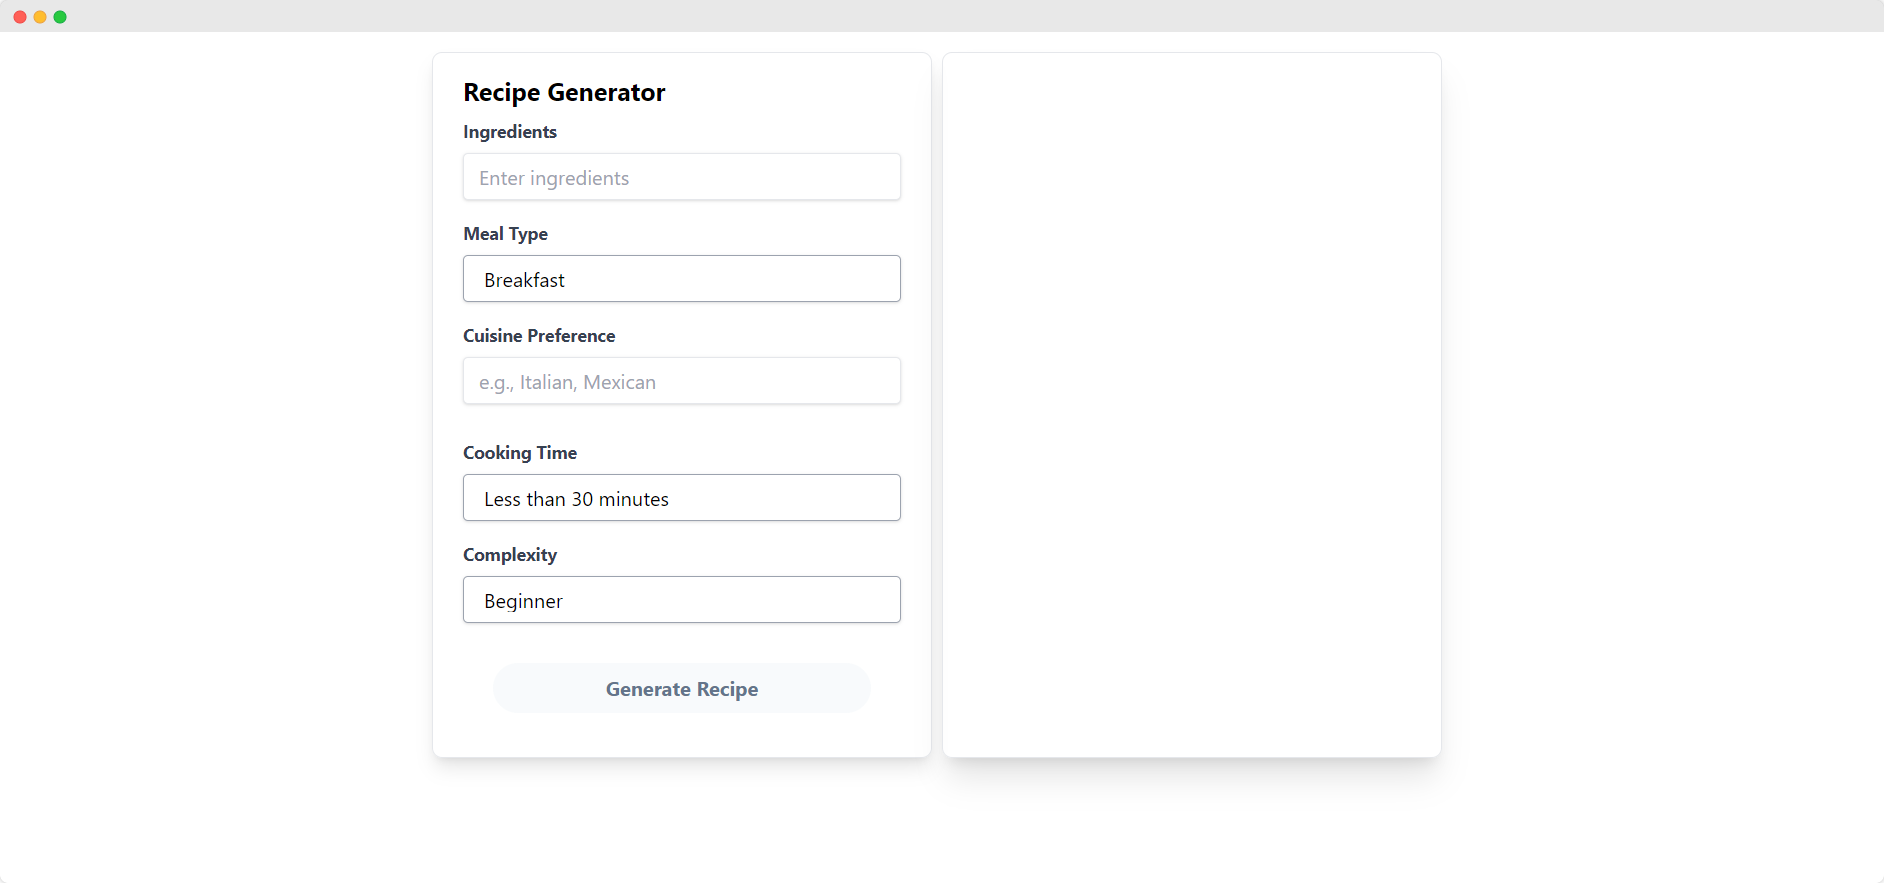 Recipe Generator
Ingredients
Enter ingredients
Meal Type
Breakfast
Cuisine Preference
e.g., Italian, Mexican
Cooking Time
Less than 30 minutes
Complexity
Beginner
Generate Recipe